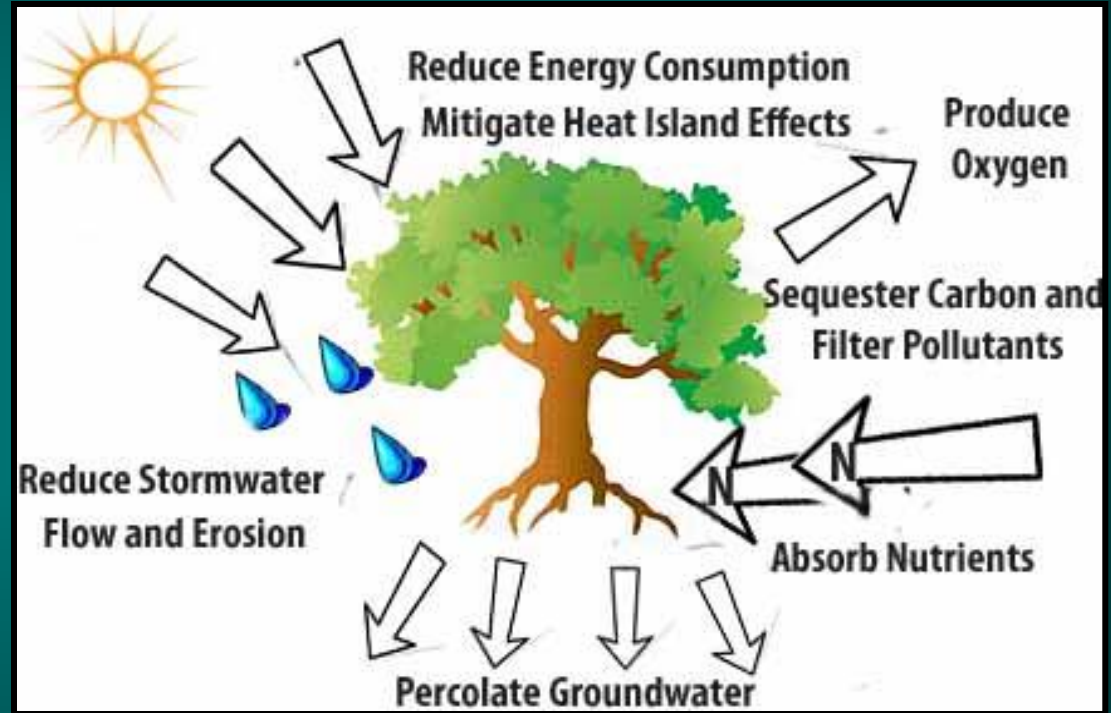 Reduce Energy Consumption
Mitigate Heat Island Effects
Produce
Oxygen
Sequester Carbon and
Filter Pollutants
N
N
Reduce Stormwater
Flow and Erosion
Absorb Nutrients
Percolate Groundwater